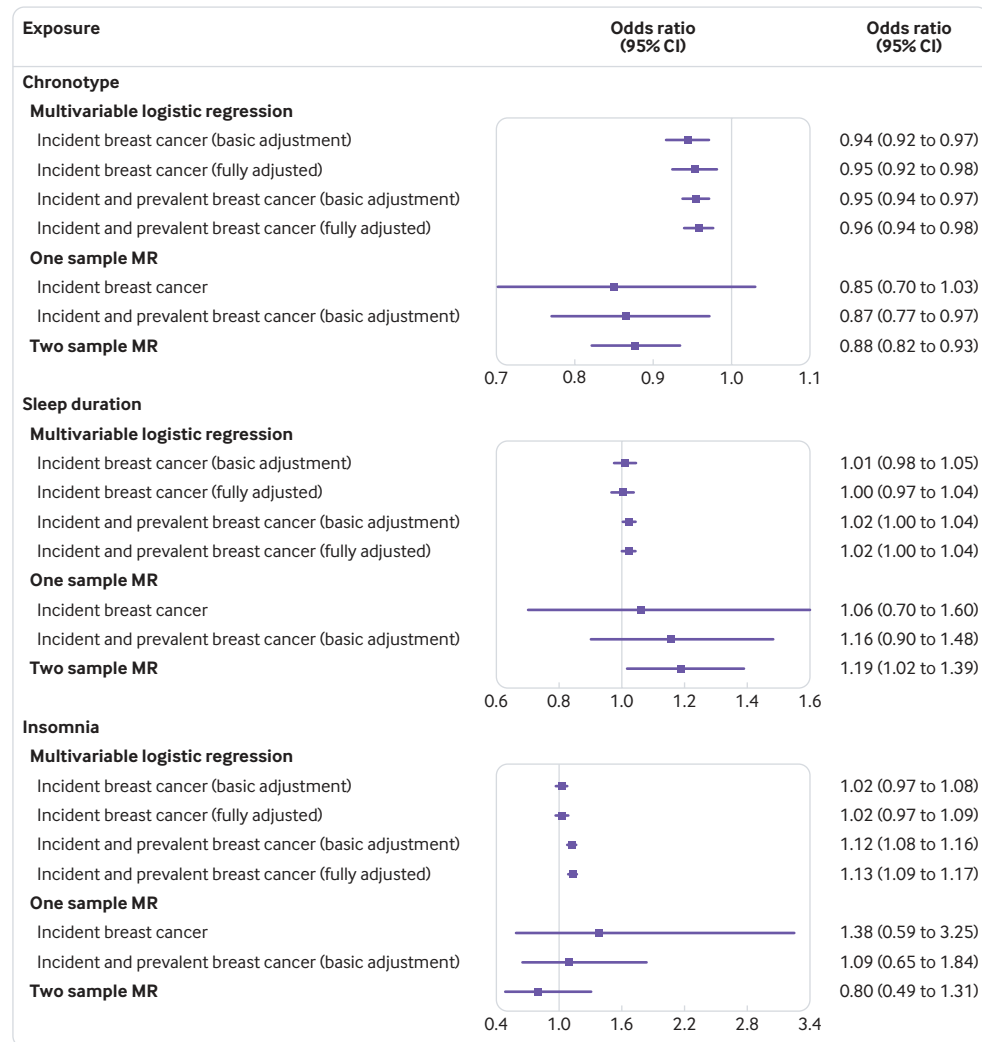 Exposure Odds ratio (95% CI) Odds ratio (95% CI)
Chronotype
Multivariable logistic regression
Incident breast cancer (basic adjustment) 0.94 (0.92 to 0.97)
Incident breast cancer (fully adjusted) 0.95 (0.92 to 0.98)
Incident and prevalent breast cancer (basic adjustment) 0.95 (0.94 to 0.97)
Incident and prevalent breast cancer (fully adjusted) 0.96 (0.94 to 0.98)
One sample MR
Incident breast cancer 0.85 (0.70 to 1.03)
Incident and prevalent breast cancer (basic adjustment) 0.87 (0.77 to 0.97)
Two sample MR 0.88 (0.82 to 0.93)
0.7 0.8 0.9 1.0 1.1
Sleep duration
Multivariable logistic regression
Incident breast cancer (basic adjustment) 1.01 (0.98 to 1.05)
Incident breast cancer (fully adjusted) 1.00 (0.97 to 1.04)
Incident and prevalent breast cancer (basic adjustment) 1.02 (1.00 to 1.04)
Incident and prevalent breast cancer (fully adjusted) 1.02 (1.00 to 1.04)
One sample MR
Incident breast cancer 1.06 (0.70 to 1.60)
Incident and prevalent breast cancer (basic adjustment) 1.16 (0.90 to 1.48)
Two sample MR 1.19 (1.02 to 1.39)
0.6 0.8 1.0 1.2 1.4 1.6
Insomnia
Multivariable logistic regression
Incident breast cancer (basic adjustment) 1.02 (0.97 to 1.08)
Incident breast cancer (fully adjusted) 1.02 (0.97 to 1.09)
Incident and prevalent breast cancer (basic adjustment) 1.12 (1.08 to 1.16)
Incident and prevalent breast cancer (fully adjusted) 1.13 (1.09 to 1.17)
One sample MR
Incident breast cancer 1.38 (0.59 to 3.25)
Incident and prevalent breast cancer (basic adjustment) 1.09 (0.65 to 1.84)
Two sample MR 0.80 (0.49 to 1.31)
0.4 1.0 1.6 2.2 2.8 3.4